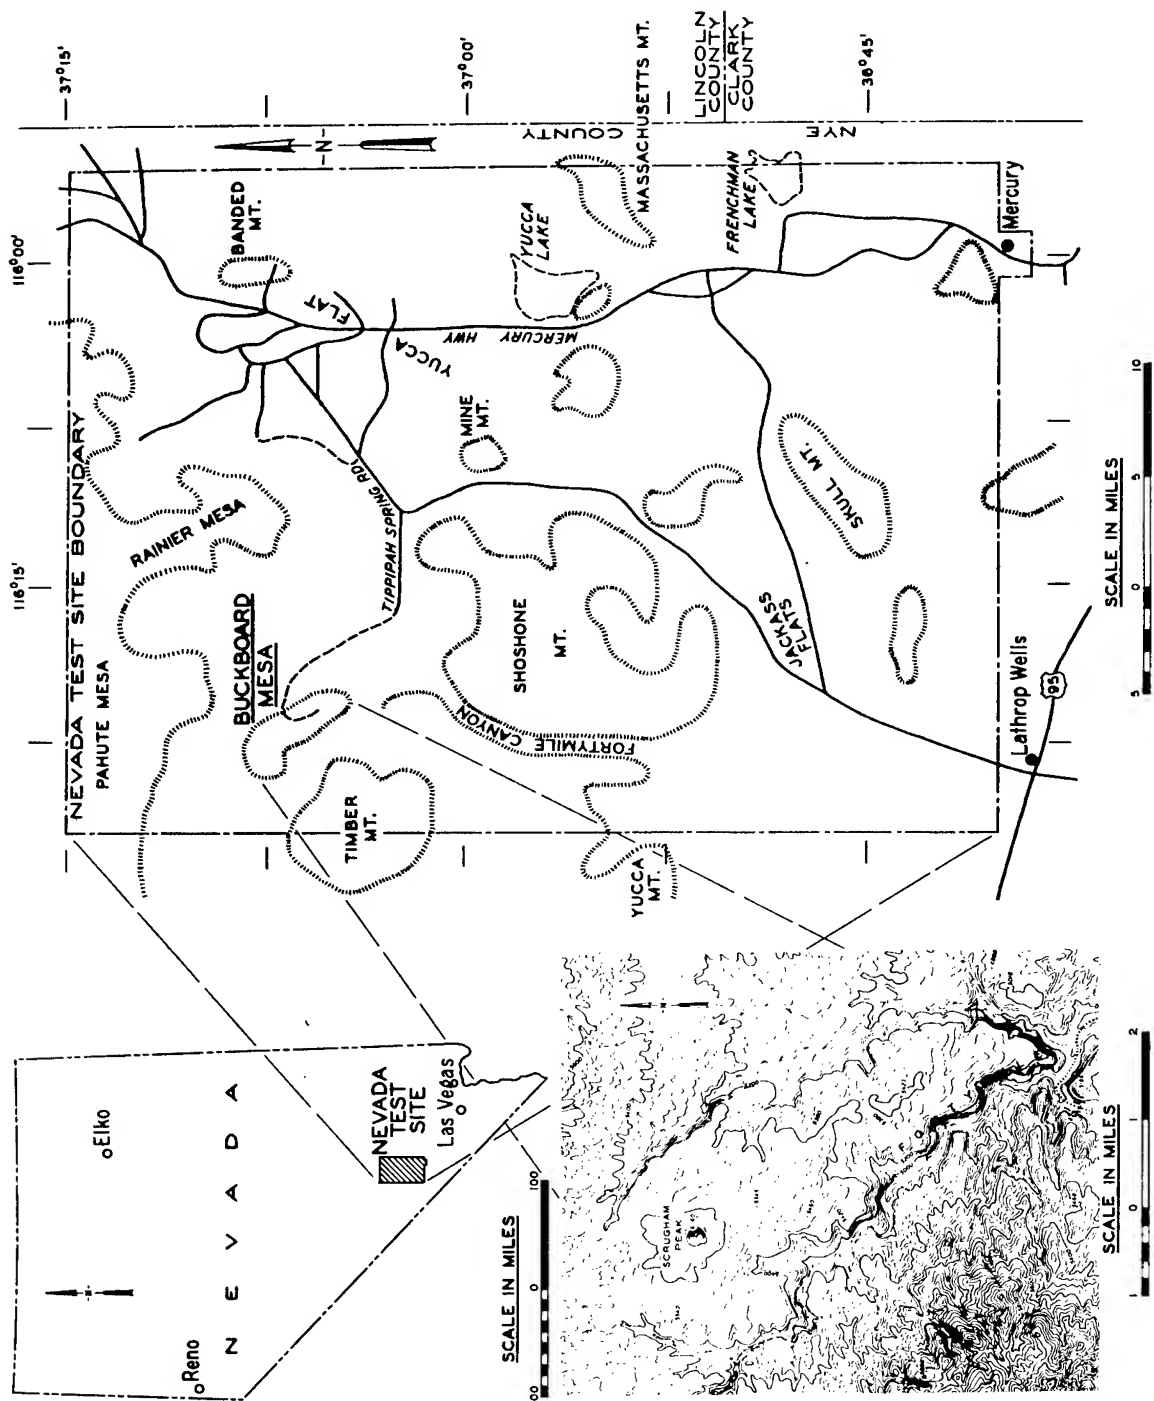 NEVADA TEST SITE BOUNDARY
PAHUTE MESA
RAINIER MESA
BUCKBOARD
MESA
TIMBER
MT.
TIPPIPAH SPRING RD.
SHOSHONE
MT.
FORTYMILE CANYON
YUCCA
MT.
BANDED
MT.
YUCCA FLAT
MERCURY HWY
MINE
MT.
YUCCA
LAKE
MASSACHUSETTS MT.
FRENCHMAN
LAKE
JACKASS
FLATS
SKULL MT.
Mercury
Lathrop Wells
95
NYE COUNTY
LINCOLN
COUNTY
CLARK
COUNTY
N
116°15'
116°00'
37°15'
37°00'
36°45'
SCALE IN MILES
5 0 5 10
NEVADA
Reno
Elko
NEVADA
TEST
SITE
Las Vegas
SCALE IN MILES
0 100
SCRUGHAM
PEAK
SCALE IN MILES
1 0 1 2